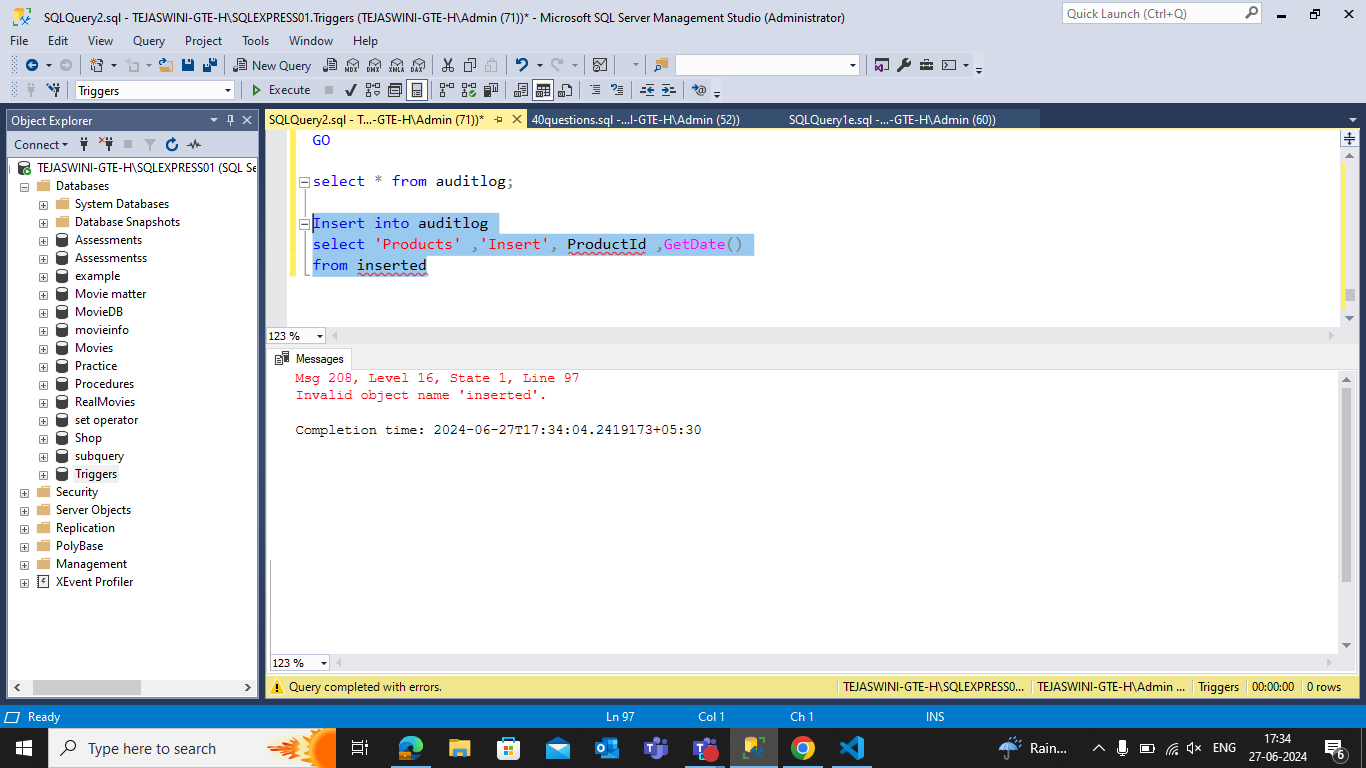 SQLQuery2.sql - TEJASWINI-GTE-H\SQLEXPRESS01.Triggers (TEJASWINI-GTE-H\Admin (71))* - Microsoft SQL Server Management Studio (Administrator)
Quick Launch (Ctrl+Q)
File Edit View Query Project Tools Window Help
New Query MDX DMX XMLA DAX
Triggers Execute
Object Explorer
SQLQuery2.sql - T...-GTE-H\Admin (71))* 40questions.sql -...I-GTE-H\Admin (52)) SQLQuery1e.sql -...-GTE-H\Admin (60))
Connect
TEJASWINI-GTE-H\SQLEXPRESS01 (SQL Se
Databases
System Databases
Database Snapshots
Assessments
Assessmentss
example
Movie matter
MovieDB
movieinfo
Movies
Practice
Procedures
RealMovies
set operator
Shop
subquery
Triggers
Security
Server Objects
Replication
PolyBase
Management
XEvent Profiler
GO
select * from auditlog;
Insert into auditlog
select 'Products' ,'Insert', ProductId ,GetDate()
from inserted
123 %
Messages
Msg 208, Level 16, State 1, Line 97
Invalid object name 'inserted'.
Completion time: 2024-06-27T17:34:04.2419173+05:30
123 %
Query completed with errors. TEJASWINI-GTE-H\SQLEXPRESS0... TEJASWINI-GTE-H\Admin ... Triggers 00:00:00 0 rows
Ready Ln 97 Col 1 Ch 1 INS
Type here to search Rain... ENG 17:34
27-06-2024 6